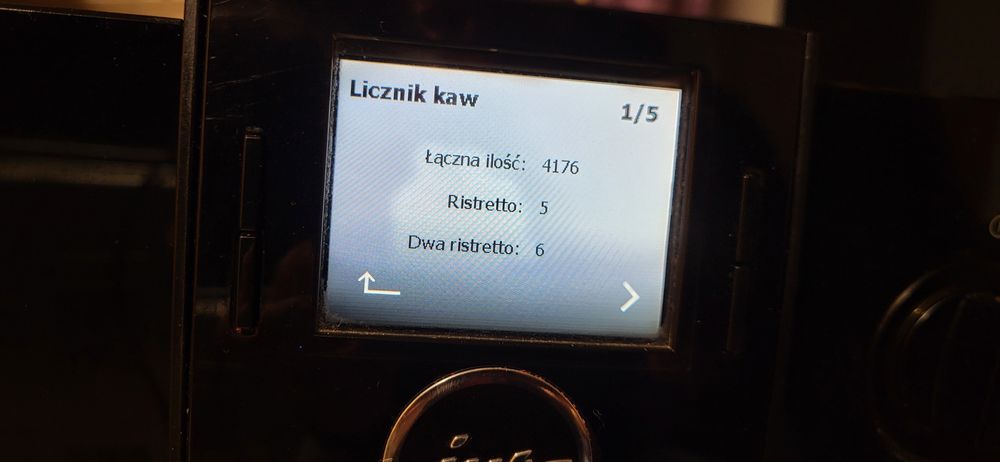 Licznik kaw
1/5
Łączna ilość: 4176
Ristretto: 5
Dwa ristretto: 6